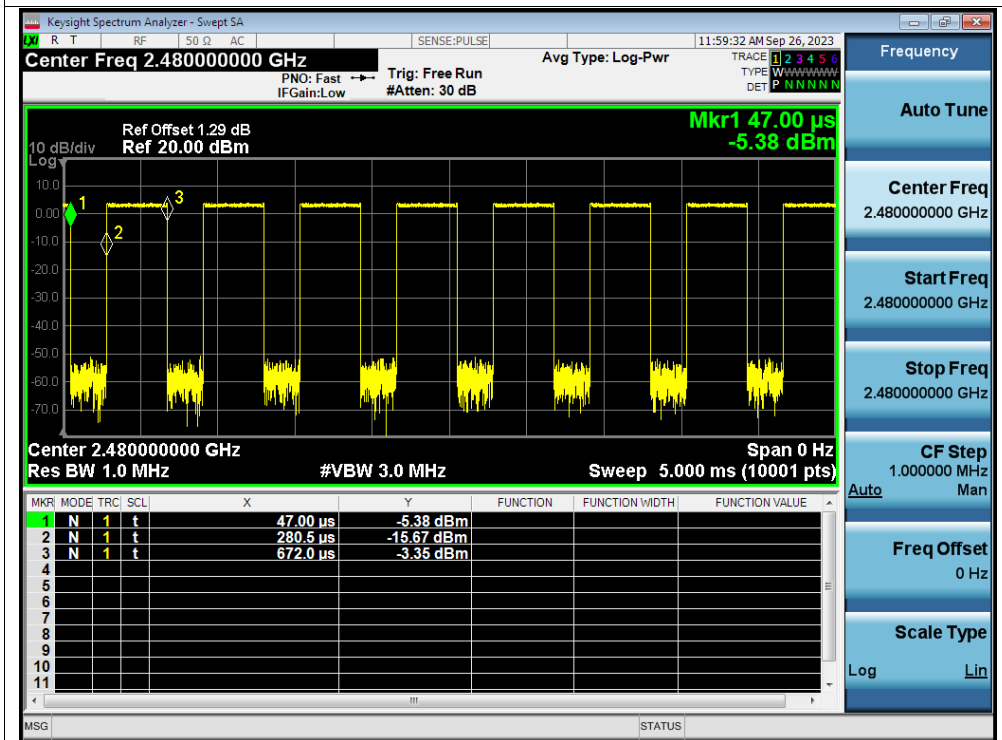 Keysight Spectrum Analyzer - Swept SA
LXI R T RF 50 Ω AC SENSE:PULSE 11:59:32 AM Sep 26, 2023
Center Freq 2.480000000 GHz Avg Type: Log-Pwr TRACE 1 2 3 4 5 6
PNO: Fast Trig: Free Run TYPE WWWWWWW
IFGain:Low #Atten: 30 dB DET P N N N N N
Mkr1 47.00 µs
Ref Offset 1.29 dB
10 dB/div Ref 20.00 dBm -5.38 dBm
Log
10.0
0.00
-10.0
-20.0
-30.0
-40.0
-50.0
-60.0
-70.0
1
2
3
Center 2.480000000 GHz Span 0 Hz
Res BW 1.0 MHz #VBW 3.0 MHz Sweep 5.000 ms (10001 pts)
MKR MODE TRC SCL X Y FUNCTION FUNCTION WIDTH FUNCTION VALUE
1 N 1 t 47.00 µs -5.38 dBm
2 N 1 t 280.5 µs -15.67 dBm
3 N 1 t 672.0 µs -3.35 dBm
4
5
6
7
8
9
10
11
MSG STATUS
Frequency
Auto Tune
Center Freq
2.480000000 GHz
Start Freq
2.480000000 GHz
Stop Freq
2.480000000 GHz
CF Step
1.000000 MHz
Auto Man
Freq Offset
0 Hz
Scale Type
Log Lin